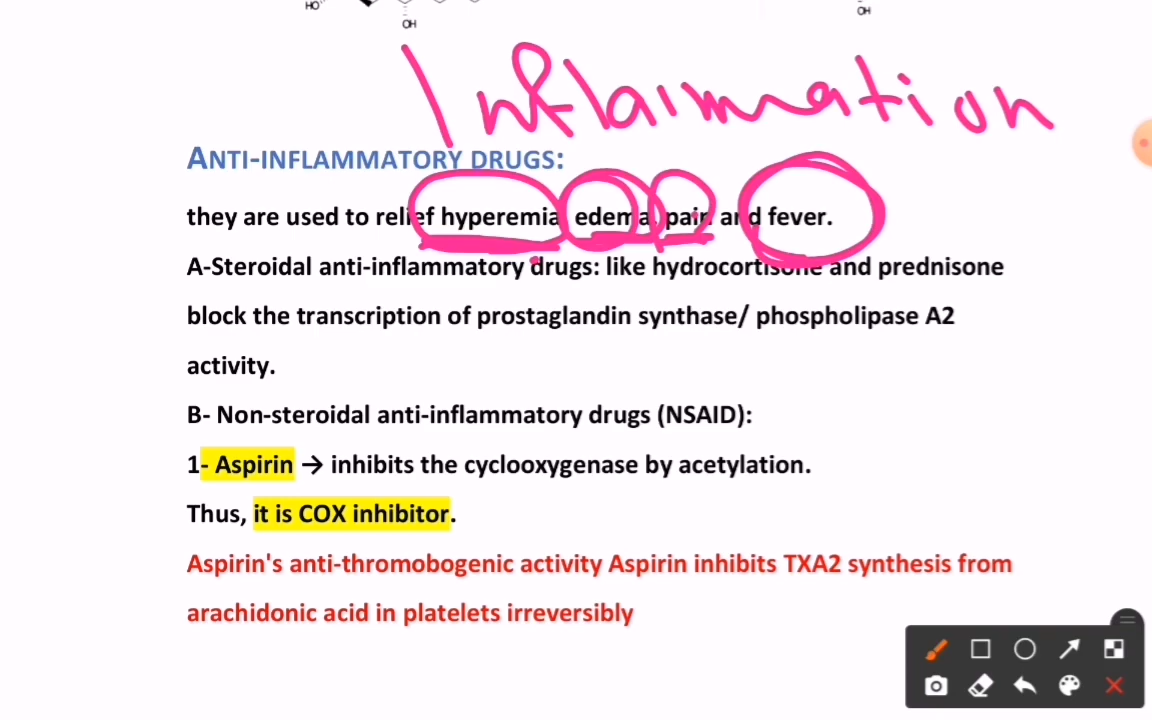 HO
OH
OH
Inflammation
ANTI-INFLAMMATORY DRUGS:
they are used to relief hyperemia, edema, pain and fever.
A-Steroidal anti-inflammatory drugs: like hydrocortisone and prednisone
block the transcription of prostaglandin synthase/ phospholipase A2
activity.
B- Non-steroidal anti-inflammatory drugs (NSAID):
1- Aspirin → inhibits the cyclooxygenase by acetylation.
Thus, it is COX inhibitor.
Aspirin's anti-thromobogenic activity Aspirin inhibits TXA2 synthesis from
arachidonic acid in platelets irreversibly